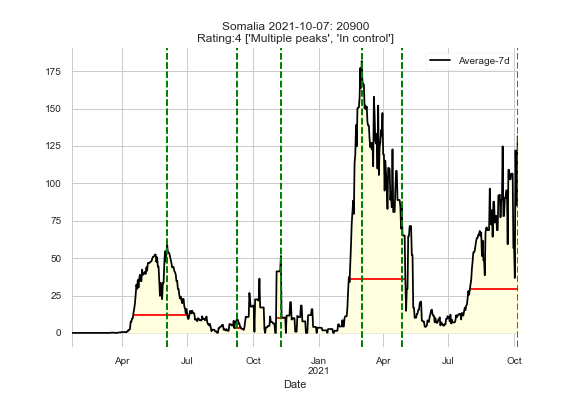 Somalia 2021-10-07: 20900
Rating:4 ['Multiple peaks', 'In control']
Average-7d
175
150
125
100
75
50
25
0
Apr Jul Oct Jan Apr Jul Oct
2021
Date